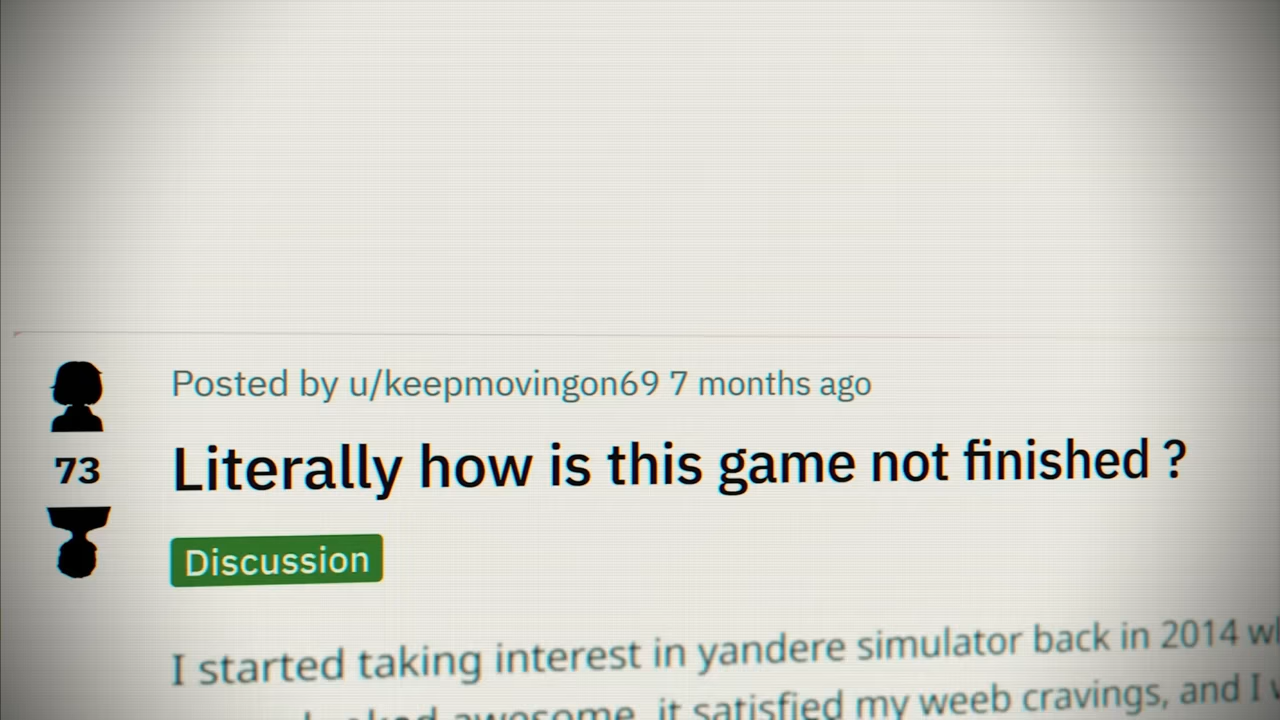 Posted by u/keepmovingon69 7 months ago
73
Literally how is this game not finished ?
Discussion
I started taking interest in yandere simulator back in 2014
awesome, it satisfied my weeb cravings, and I